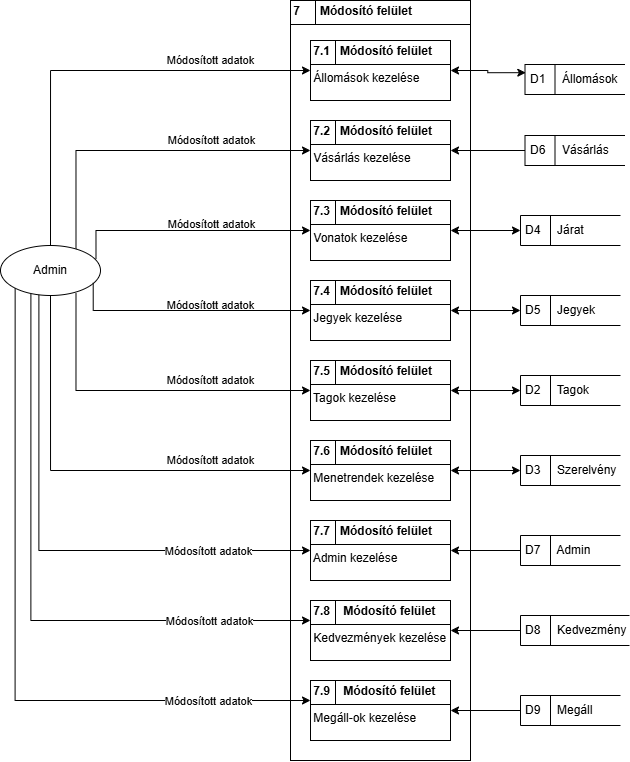 7 Módosító felület
7.1 Módosító felület
Módosított adatok
Állomások kezelése
D1 Állomások
7.2 Módosító felület
Módosított adatok
Vásárlás kezelése
D6 Vásárlás
7.3 Módosító felület
Módosított adatok
Vonatok kezelése
D4 Járat
Admin
7.4 Módosító felület
Módosított adatok
Jegyek kezelése
D5 Jegyek
7.5 Módosító felület
Módosított adatok
Tagok kezelése
D2 Tagok
7.6 Módosító felület
Módosított adatok
Menetrendek kezelése
D3 Szerelvény
7.7 Módosító felület
Módosított adatok
Admin kezelése
D7 Admin
7.8 Módosító felület
Módosított adatok
Kedvezmények kezelése
D8 Kedvezmény
7.9 Módosító felület
Módosított adatok
Megáll-ok kezelése
D9 Megáll